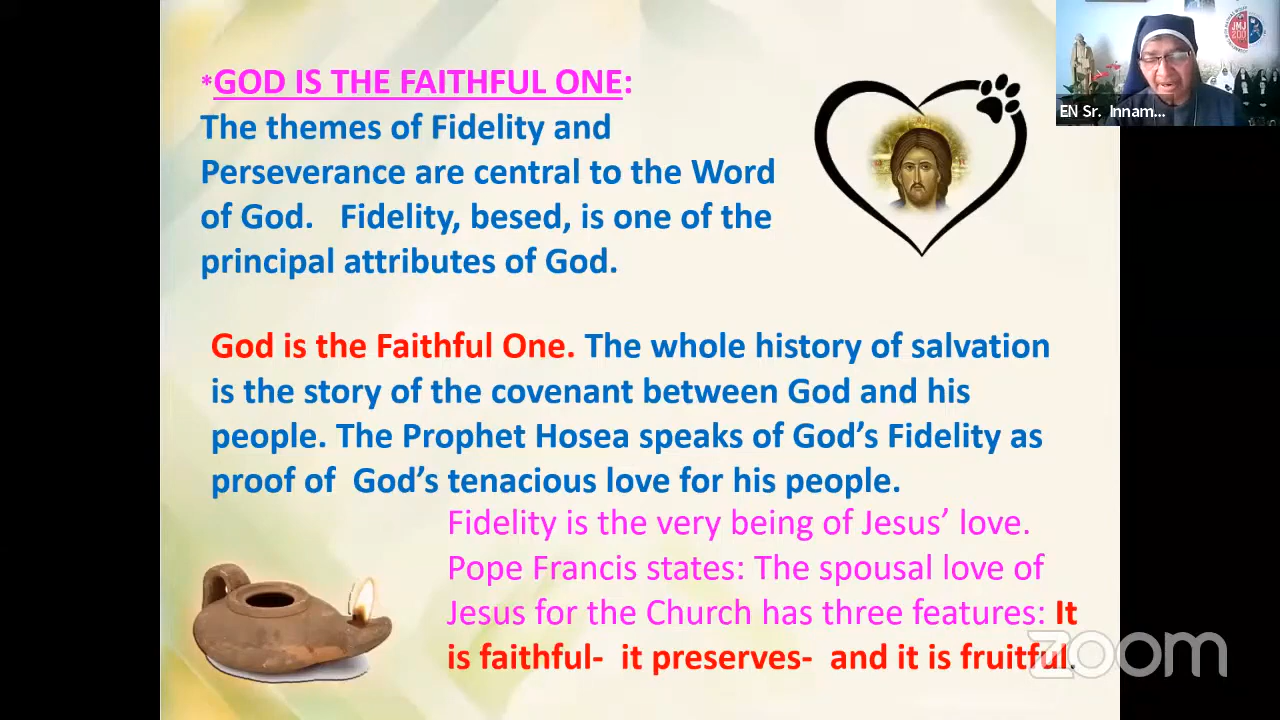 *GOD IS THE FAITHFUL ONE:
The themes of Fidelity and
Perseverance are central to the Word
of God. Fidelity, besed, is one of the
principal attributes of God.
God is the Faithful One. The whole history of salvation
is the story of the covenant between God and his
people. The Prophet Hosea speaks of God’s Fidelity as
proof of God’s tenacious love for his people.
Fidelity is the very being of Jesus’ love.
Pope Francis states: The spousal love of
Jesus for the Church has three features: It
is faithful- it preserves- and it is fruitful.
EN Sr. Innam...
JMJ
200
zoom